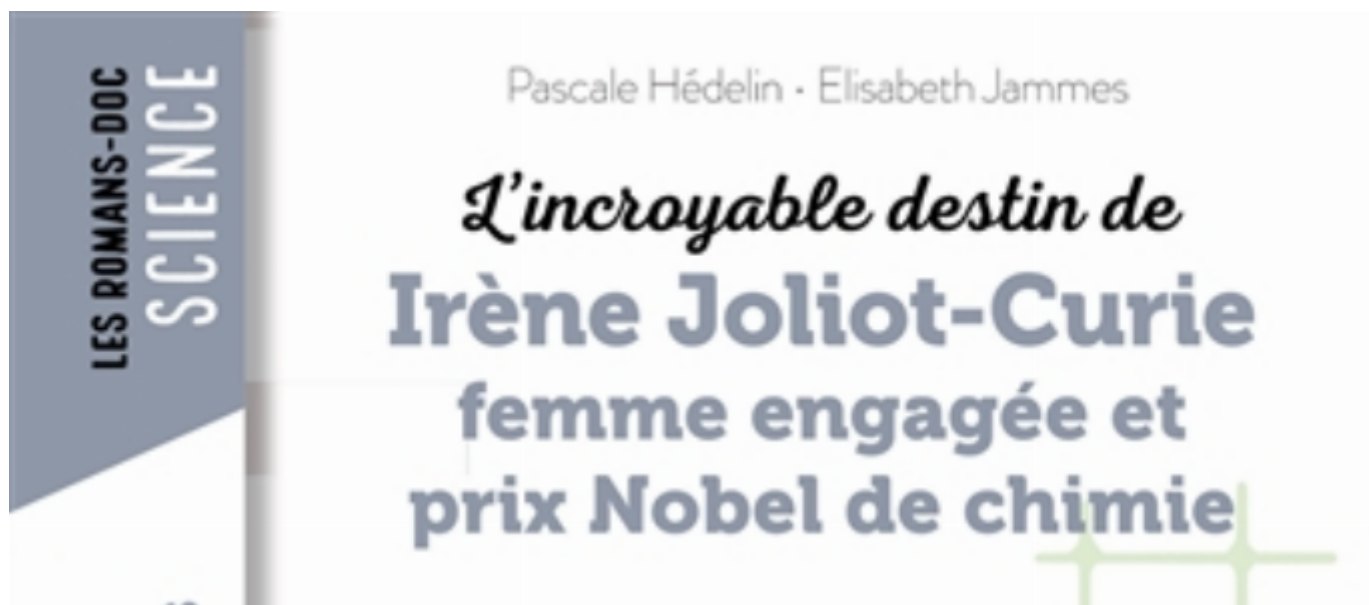 LES ROMANS-DOC
SCIENCE
Pascale Hédelin • Elisabeth Jammes
L'incroyable destin de
Irène Joliot-Curie
femme engagée et
prix Nobel de chimie